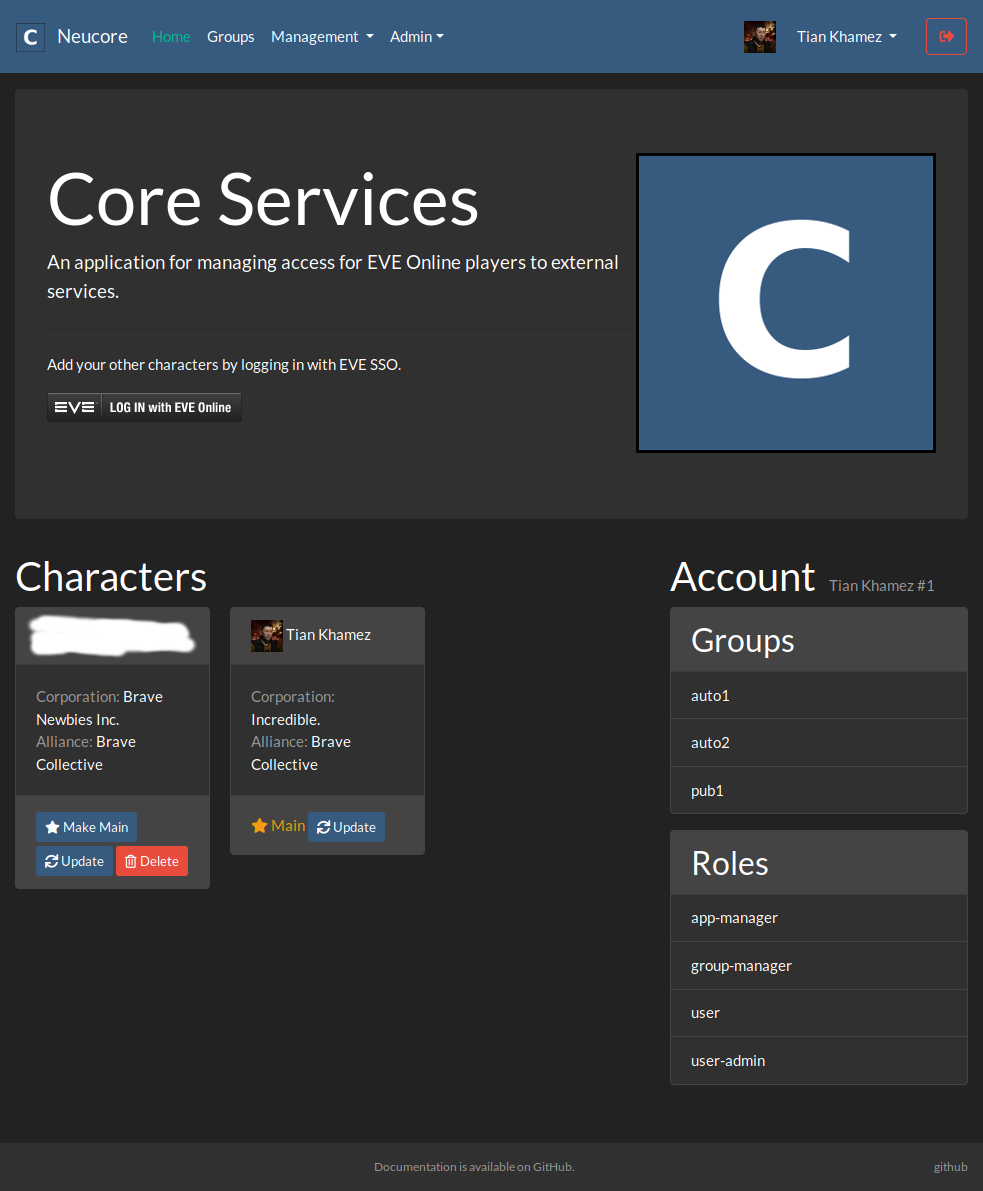 C Neucore Home Groups Management Admin Tian Khamez
Core Services
An application for managing access for EVE Online players to external
services.
Add your other characters by logging in with EVE SSO.
EVE LOG IN with EVE Online
C
Characters
Corporation: Brave
Newbies Inc.
Alliance: Brave
Collective
Make Main
Update Delete
Tian Khamez
Corporation:
Incredible.
Alliance: Brave
Collective
Main Update
Account Tian Khamez #1
Groups
auto1
auto2
pub1
Roles
app-manager
group-manager
user
user-admin
Documentation is available on GitHub.
github